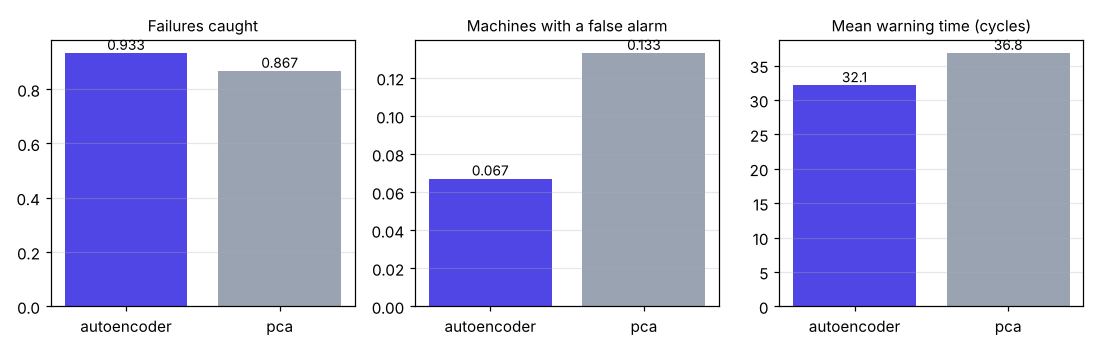 Failures caught
0.933
0.867
0.8
0.6
0.4
0.2
0.0
autoencoder
pca
Machines with a false alarm
0.133
0.067
0.12
0.10
0.08
0.06
0.04
0.02
0.00
autoencoder
pca
Mean warning time (cycles)
36.8
32.1
35
30
25
20
15
10
5
0
autoencoder
pca